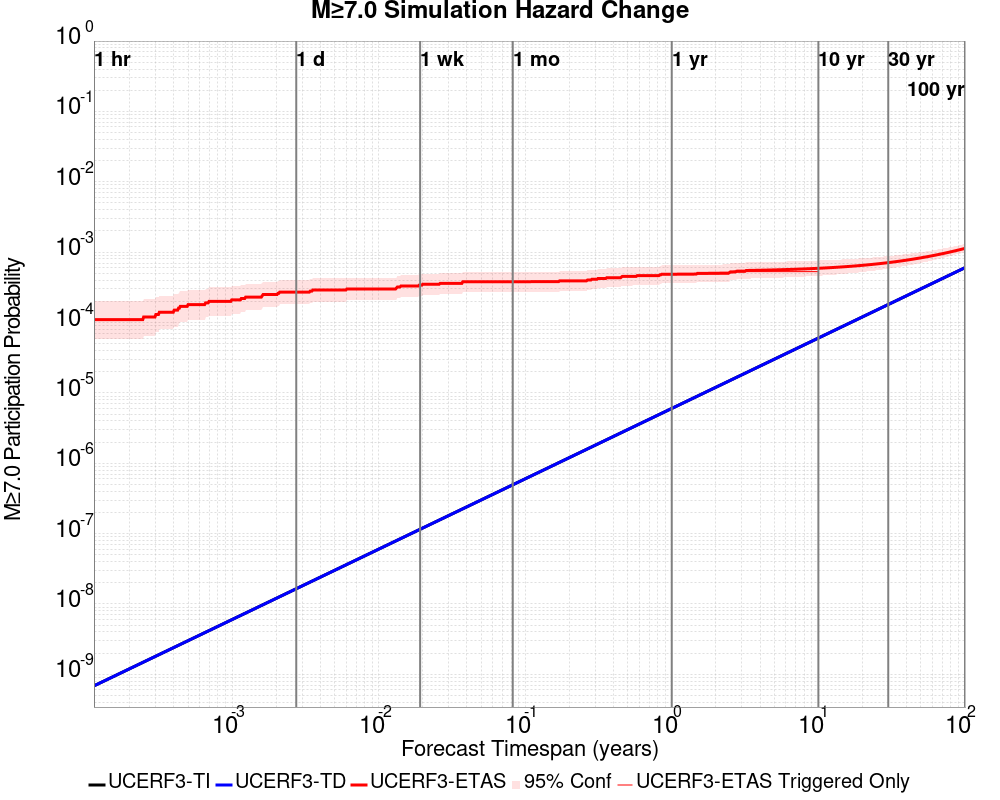 M≥7.0 Simulation Hazard Change
10^0
10^-1
10^-2
10^-3
10^-4
10^-5
10^-6
10^-7
10^-8
10^-9
M≥7.0 Participation Probability
1 hr 1 d 1 wk 1 mo 1 yr 10 yr 30 yr
100 yr
10^-3 10^-2 10^-1 10^0 10^1 10^2
Forecast Timespan (years)
UCERF3-TI UCERF3-TD UCERF3-ETAS 95% Conf UCERF3-ETAS Triggered Only